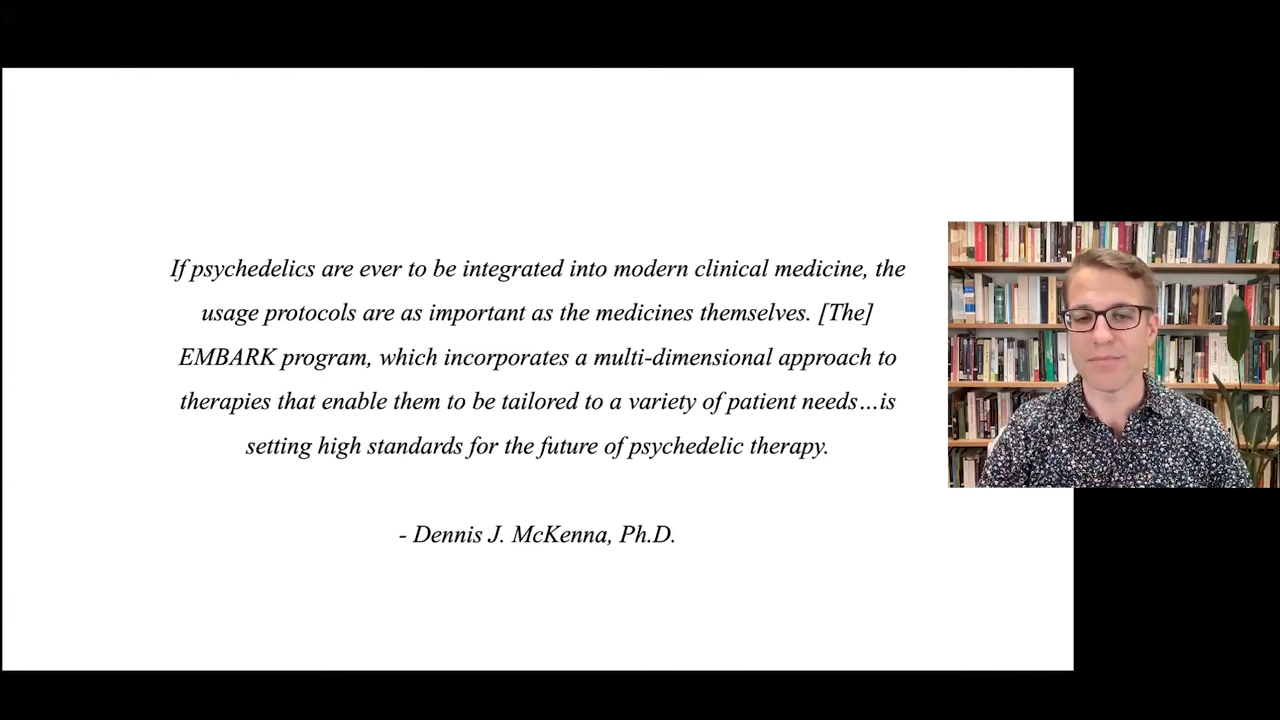 If psychedelics are ever to be integrated into modern clinical medicine, the
usage protocols are as important as the medicines themselves. [The]
EMBARK program, which incorporates a multi-dimensional approach to
therapies that enable them to be tailored to a variety of patient needs…is
setting high standards for the future of psychedelic therapy.
- Dennis J. McKenna, Ph.D.